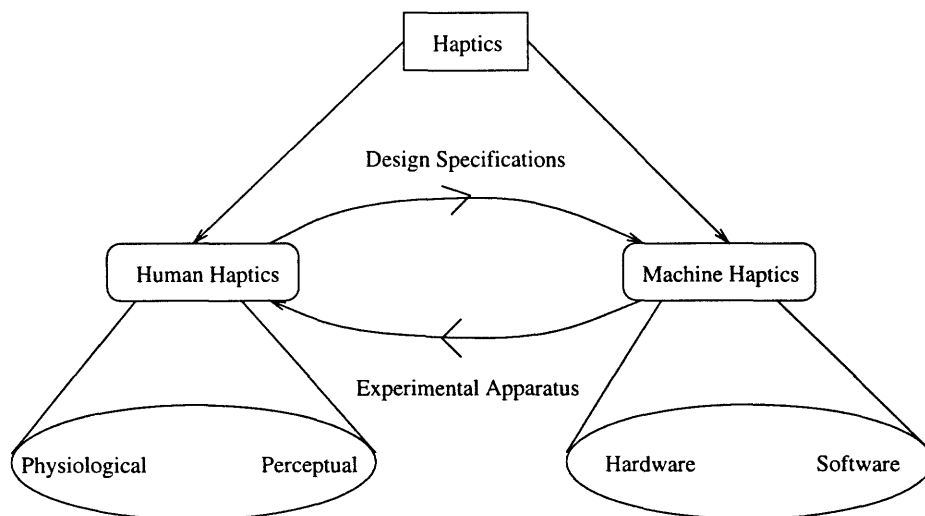 Haptics
Design Specifications
Human Haptics
Machine Haptics
Experimental Apparatus
Physiological
Perceptual
Hardware
Software